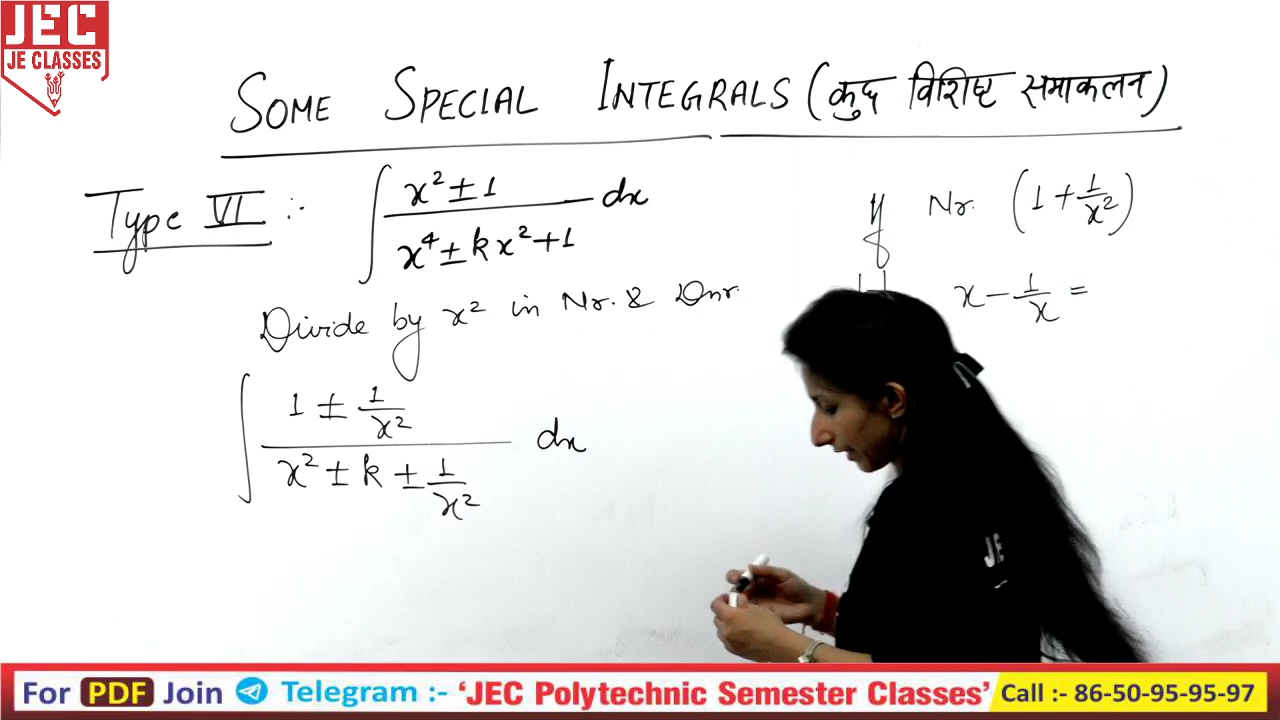 JEC
JE CLASSES
SOME SPECIAL INTEGRALS (कुछ विशिष्ट समाकलन)
Type VI :- ∫ (x² ± 1)/(x⁴ ± kx² + 1) dx
Divide by x² in Nr. & Dnr.
∫ (1 ± 1/x²)/(x² ± k ± 1/x²) dx
If Nr. (1 + 1/x²)
x - 1/x =
JE
For PDF Join Telegram :- 'JEC Polytechnic Semester Classes' Call :- 86-50-95-95-97